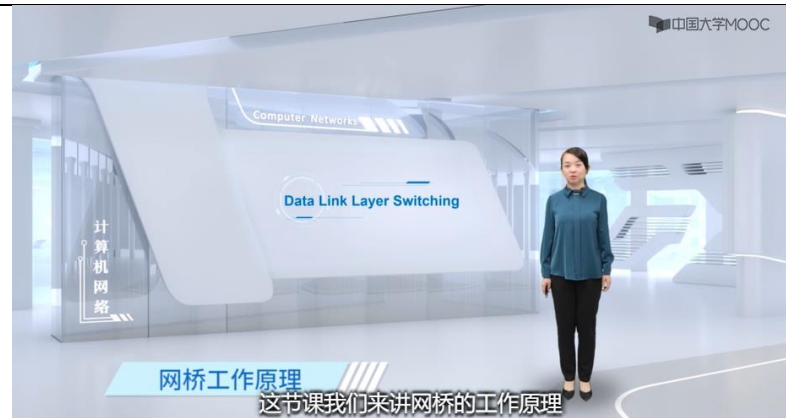 中国大学MOOC
Computer Networks
Data Link Layer Switching
计算机网络
网桥工作原理
这节课我们来讲网桥的工作原理